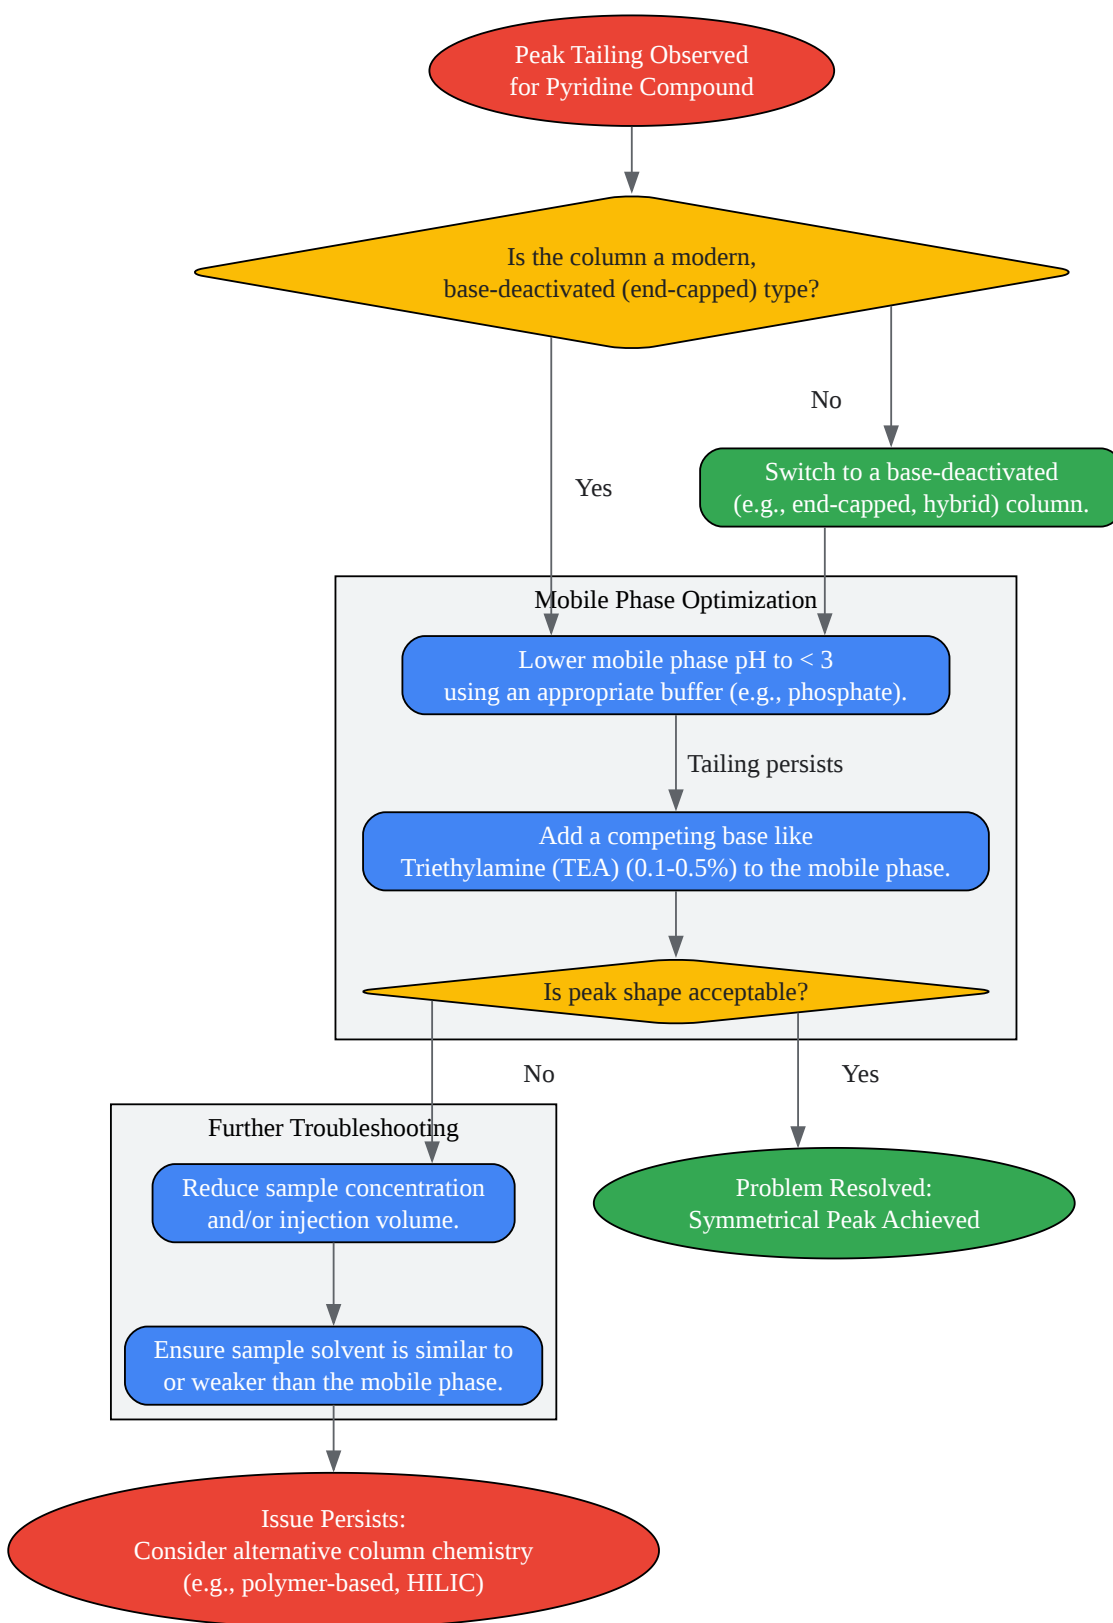 Peak Tailing Observed
for Pyridine Compound
Is the column a modern,
base-deactivated (end-capped) type?
No
Yes
Switch to a base-deactivated
(e.g., end-capped, hybrid) column.
Mobile Phase Optimization
Lower mobile phase pH to < 3
using an appropriate buffer (e.g., phosphate).
Tailing persists
Add a competing base like
Triethylamine (TEA) (0.1-0.5%) to the mobile phase.
Is peak shape acceptable?
No
Yes
Further Troubleshooting
Reduce sample concentration
and/or injection volume.
Problem Resolved:
Symmetrical Peak Achieved
Ensure sample solvent is similar to
or weaker than the mobile phase.
Issue Persists:
Consider alternative column chemistry
(e.g., polymer-based, HILIC)